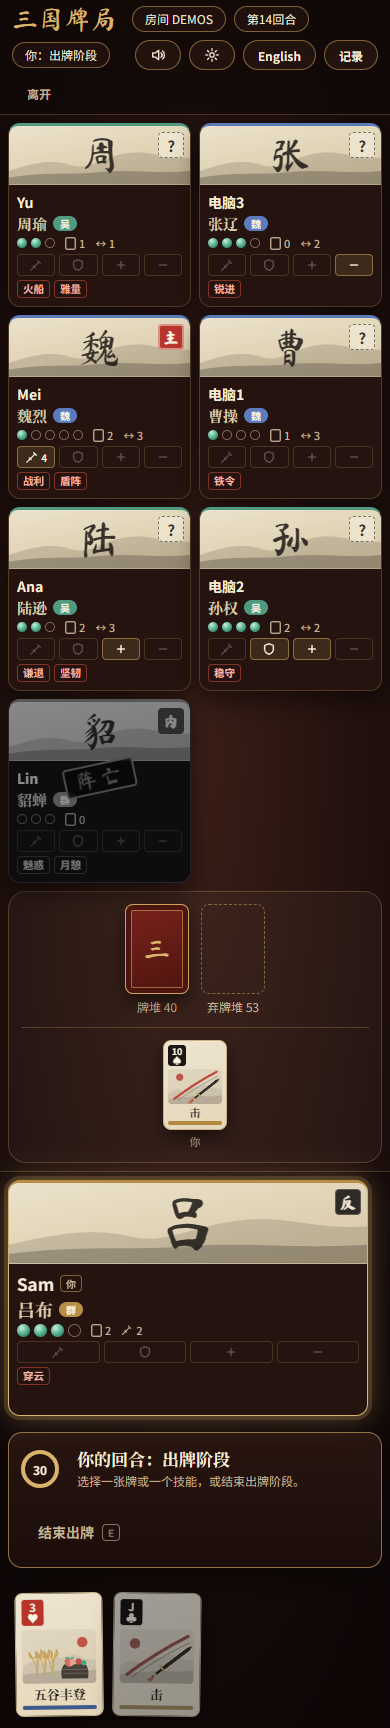 三国牌局
房间 DEMOS
第14回合
你：出牌阶段
English
记录
离开
周
?
Yu
周瑜 吴
1 ↔ 1
火船 雅量
张
?
电脑3
张辽 魏
0 ↔ 2
锐进
魏
主
Mei
魏烈 魏
2 ↔ 3
4
战利 盾阵
曹
?
电脑1
曹操 魏
1 ↔ 3
铁令
陆
?
Ana
陆逊 吴
2 ↔ 3
谦退 坚韧
孙
?
电脑2
孙权 吴
2 ↔ 2
稳守
貂
内
阵亡
Lin
貂蝉 群
0
魅惑 月憩
三
牌堆 40
弃牌堆 53
10
击
你
吕
反
Sam 你
吕布 群
2 2
穿云
30
你的回合：出牌阶段
选择一张牌或一个技能，或结束出牌阶段。
结束出牌 E
3
五谷丰登
J
击